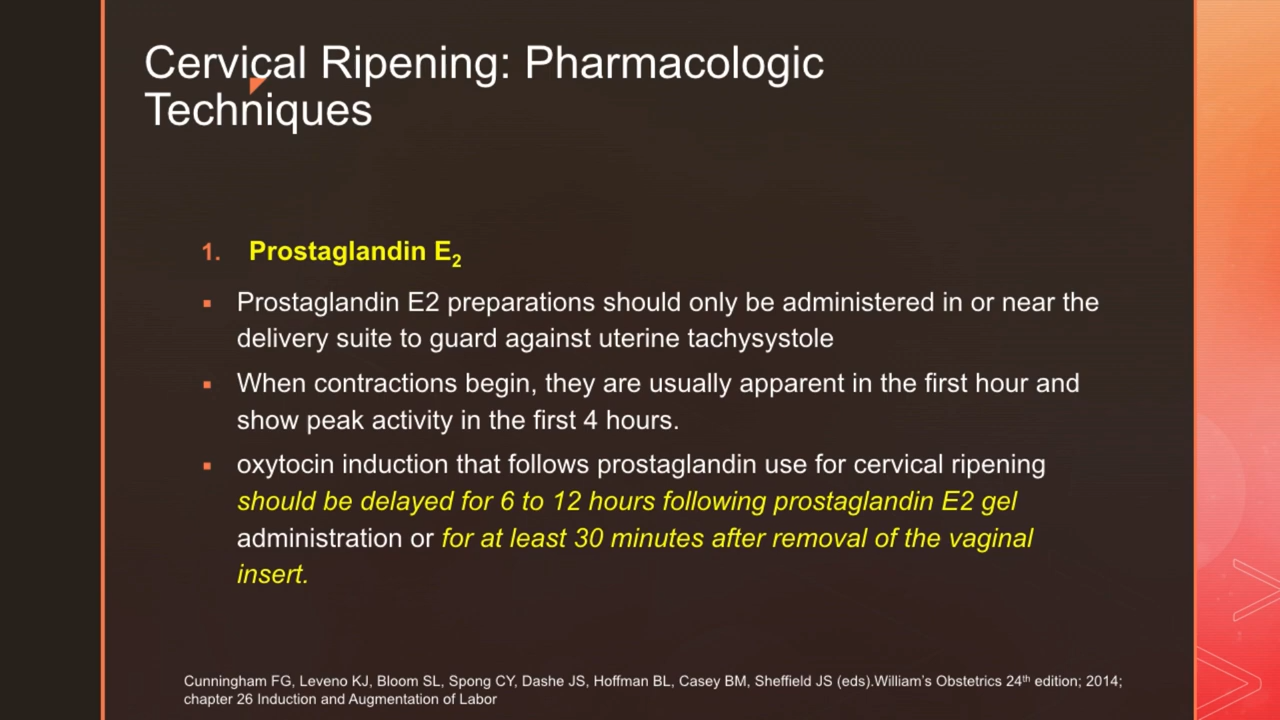 Cervical Ripening: Pharmacologic
Techniques
1. Prostaglandin E₂
▪ Prostaglandin E2 preparations should only be administered in or near the
delivery suite to guard against uterine tachysystole
▪ When contractions begin, they are usually apparent in the first hour and
show peak activity in the first 4 hours.
▪ oxytocin induction that follows prostaglandin use for cervical ripening
should be delayed for 6 to 12 hours following prostaglandin E2 gel
administration or for at least 30 minutes after removal of the vaginal
insert.
Cunningham FG, Leveno KJ, Bloom SL, Spong CY, Dashe JS, Hoffman BL, Casey BM, Sheffield JS (eds).William’s Obstetrics 24th edition; 2014;
chapter 26 Induction and Augmentation of Labor